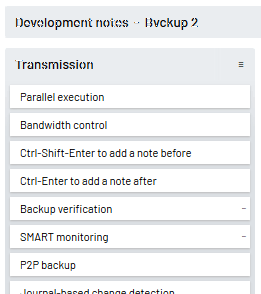 Development notes - Bvckup 2
Transmission
Parallel execution
Bandwidth control
Ctrl-Shift-Enter to add a note before
Ctrl-Enter to add a note after
Backup verification
SMART monitoring
P2P backup
Journal-based change detection